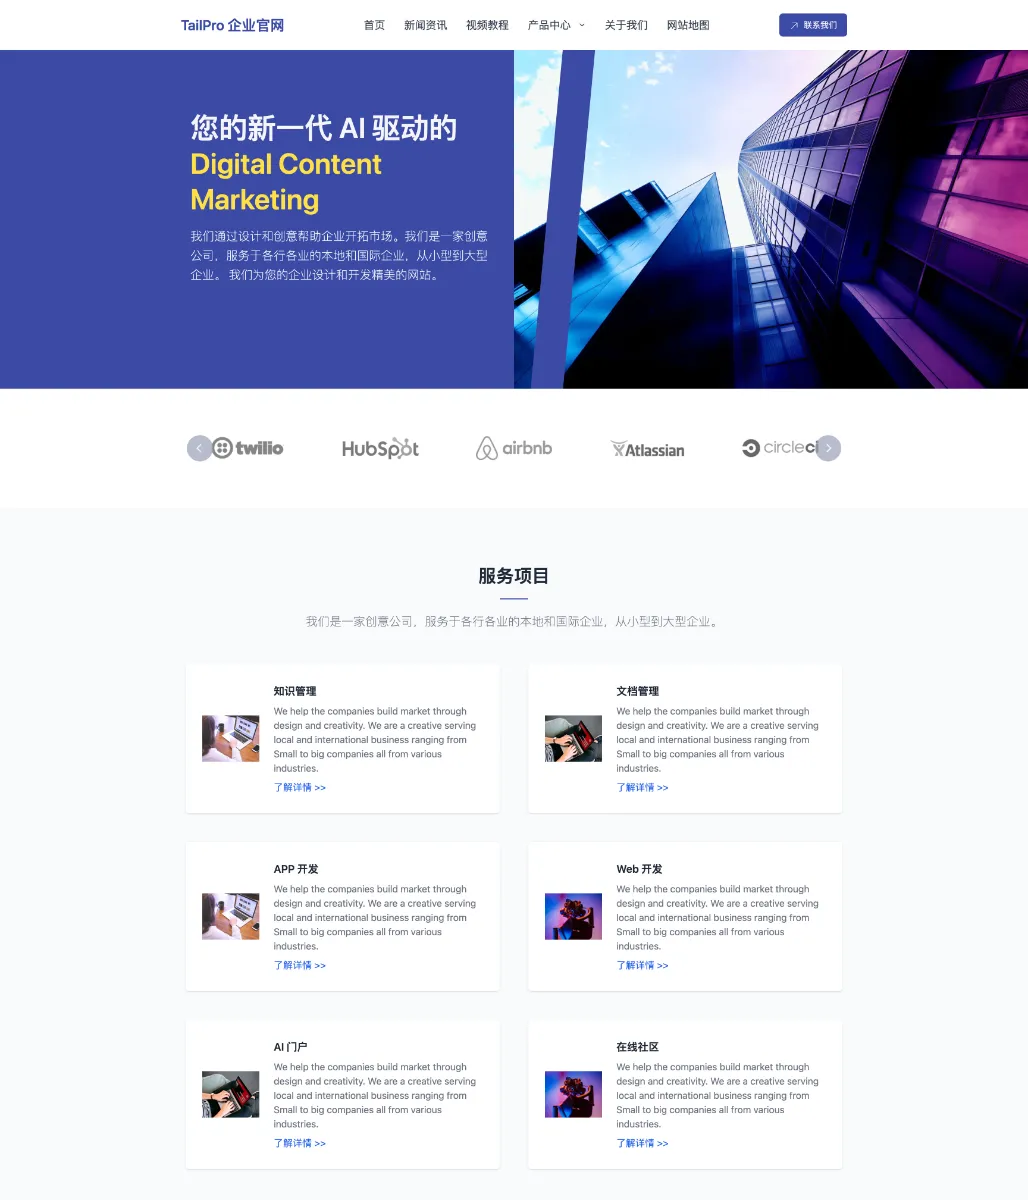 TailPro 企业官网
首页 新闻资讯 视频教程 产品中心 关于我们 网站地图
联系我们
您的新一代 AI 驱动的
Digital Content
Marketing
我们通过设计和创意帮助企业开拓市场。我们是一家创意
公司，服务于各行各业的本地和国际企业，从小型到大型
企业。 我们为您的企业设计和开发精美的网站。
twilio HubSpot airbnb Atlassian circleci
服务项目
我们是一家创意公司，服务于各行各业的本地和国际企业，从小型到大型企业。
知识管理
We help the companies build market through
design and creativity. We are a creative serving
local and international business ranging from
Small to big companies all from various
industries.
了解详情 >>
文档管理
We help the companies build market through
design and creativity. We are a creative serving
local and international business ranging from
Small to big companies all from various
industries.
了解详情 >>
APP 开发
We help the companies build market through
design and creativity. We are a creative serving
local and international business ranging from
Small to big companies all from various
industries.
了解详情 >>
Web 开发
We help the companies build market through
design and creativity. We are a creative serving
local and international business ranging from
Small to big companies all from various
industries.
了解详情 >>
AI 门户
We help the companies build market through
design and creativity. We are a creative serving
local and international business ranging from
Small to big companies all from various
industries.
了解详情 >>
在线社区
We help the companies build market through
design and creativity. We are a creative serving
local and international business ranging from
Small to big companies all from various
industries.
了解详情 >>